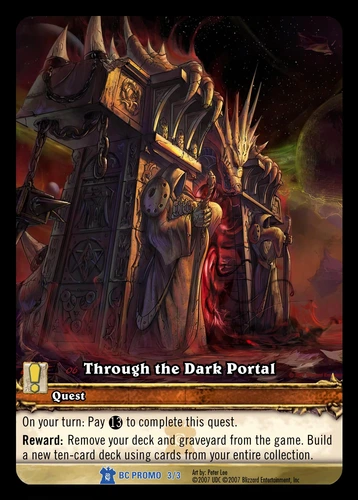 Through the Dark Portal
Quest
On your turn: Pay 13 to complete this quest.
Reward: Remove your deck and graveyard from the game. Build
a new ten-card deck using cards from your entire collection.
BC PROMO 3/3
Art by: Peter Lee
©2007 UDC ©2007 Blizzard Entertainment, Inc